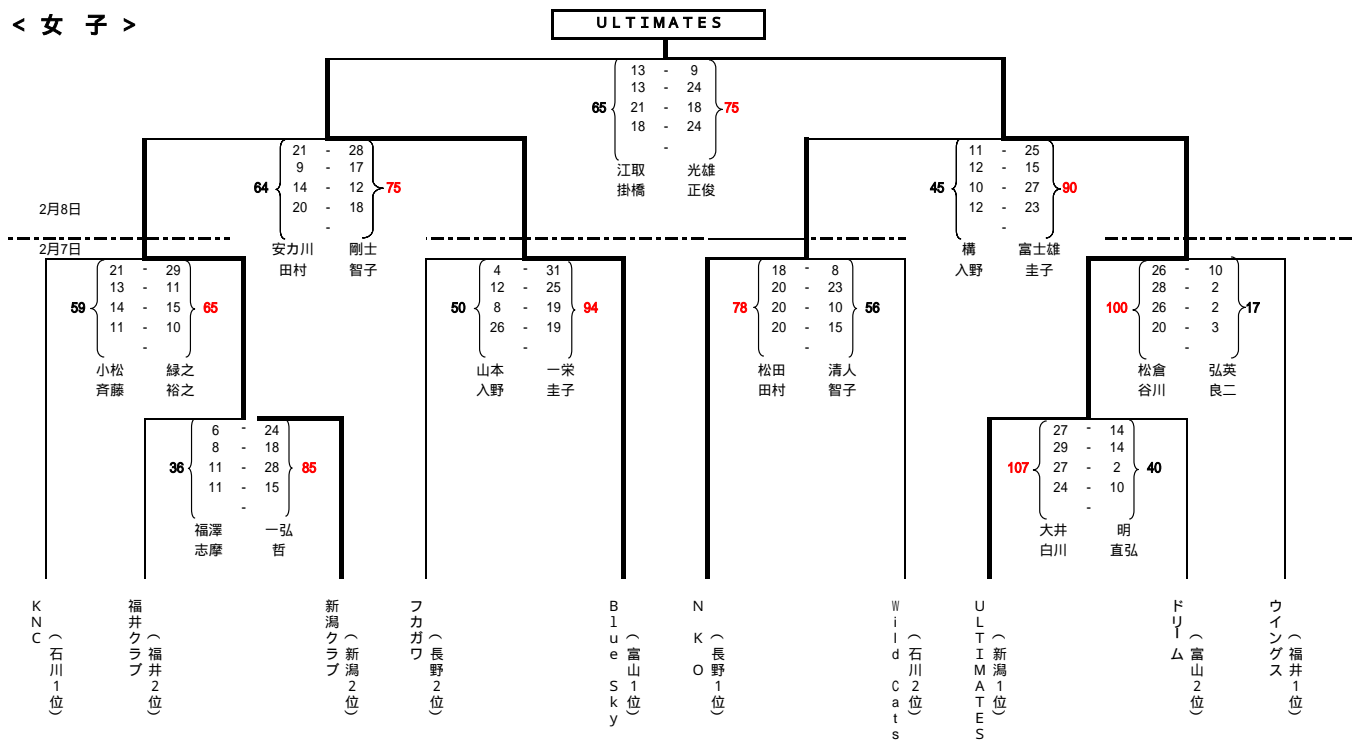 < 女 子 >
ULTIMATES
13 - 9
13 - 24
65 21 - 18 75
18 - 24
-
江取 光雄
掛橋 正俊
21 - 28
9 - 17
64 14 - 12 75
20 - 18
-
安力川 剛士
田村 智子
11 - 25
12 - 15
45 10 - 27 90
12 - 23
-
構 富士雄
入野 圭子
2月8日
2月7日
21 - 29
13 - 11
59 14 - 15 65
11 - 10
-
小松 緑之
斉藤 裕之
4 - 31
12 - 25
50 8 - 19 94
26 - 19
-
山本 一栄
入野 圭子
18 - 8
20 - 23
78 20 - 10 56
20 - 15
-
松田 清人
田村 智子
26 - 10
28 - 2
100 26 - 2 17
20 - 3
-
松倉 弘英
谷川 良二
6 - 24
8 - 18
36 11 - 28 85
11 - 15
-
福澤 一弘
志摩 哲
27 - 14
29 - 14
107 27 - 2 40
24 - 10
-
大井 明
白川 直弘
KNC
(石川1位)
福井クラブ
(福井2位)
新潟クラブ
(新潟2位)
フカガワ
(長野2位)
Blue Sky
(富山1位)
N K O
(長野1位)
Wild Cats
(石川2位)
ULTIMATES
(新潟1位)
ドリーム
(富山2位)
ウイングス
(福井1位)